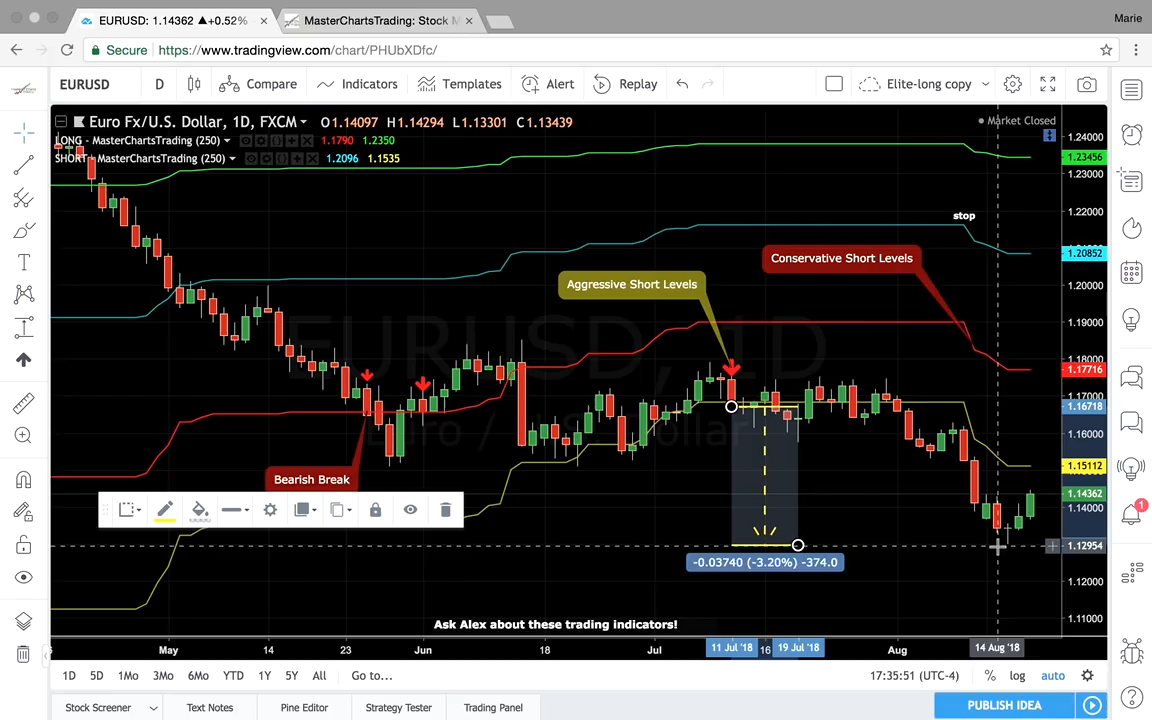 EURUSD: 1.14362 ▲+0.52%
MasterChartsTrading: Stock M
Marie
Secure https://www.tradingview.com/chart/PHUbXDfc/
EURUSD D Compare Indicators Templates Alert Replay Elite-long copy
Euro Fx/U.S. Dollar, 1D, FXCM O1.14097 H1.14294 L1.13301 C1.13439
Market Closed
LONG - MasterChartsTrading (250) 1.1790 1.2350
SHORT - MasterChartsTrading (250) 1.2096 1.1535
1.24000
1.23456
1.23000
1.22000
stop
1.20852
1.20000
1.19000
1.18000
1.17716
1.17000
1.16718
1.16000
1.15112
1.14362
1.14000
1.12954
1.12000
1.11000
Conservative Short Levels
Aggressive Short Levels
EURUSD, 1D
Euro / U.S. Dollar
Bearish Break
-0.03740 (-3.20%) -374.0
Ask Alex about these trading indicators!
May 14 23 Jun 18 Jul 11 Jul '18 16 19 Jul '18 Aug 14 Aug '18
1D 5D 1Mo 3Mo 6Mo YTD 1Y 5Y All Go to... 17:35:51 (UTC-4) % log auto
Stock Screener Text Notes Pine Editor Strategy Tester Trading Panel PUBLISH IDEA
1